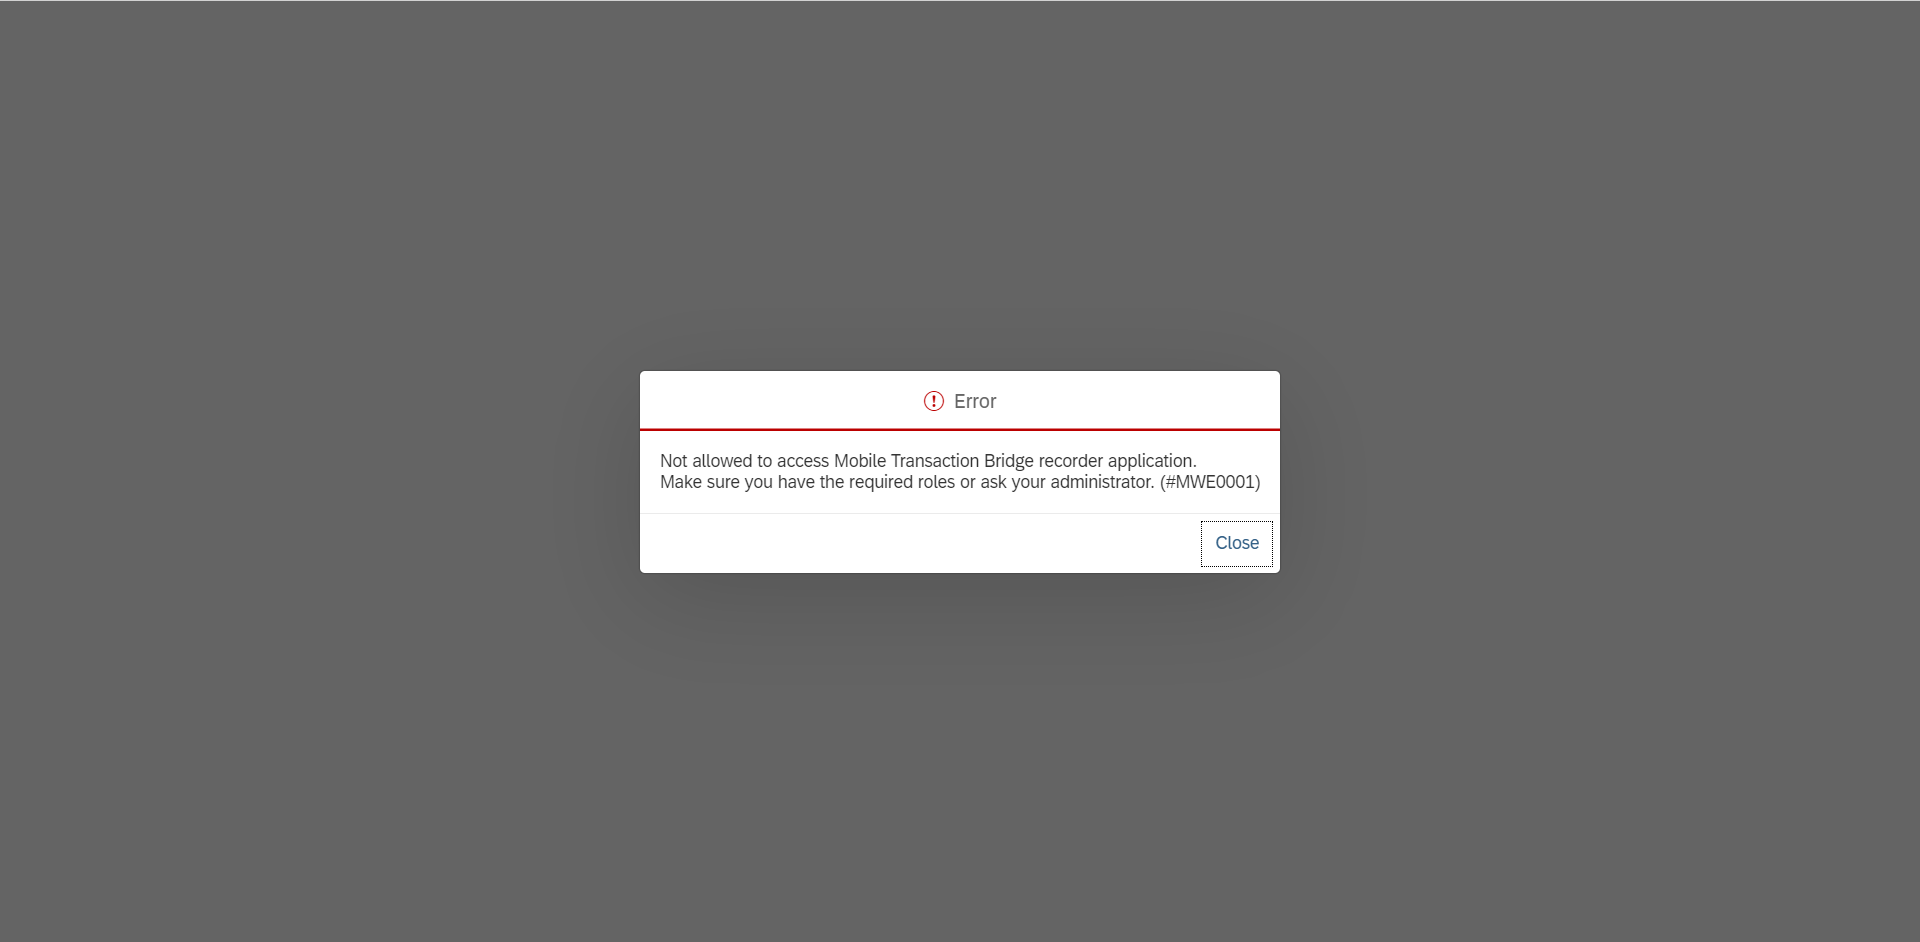 Error
Not allowed to access Mobile Transaction Bridge recorder application.
Make sure you have the required roles or ask your administrator. (#MWE0001)
Close